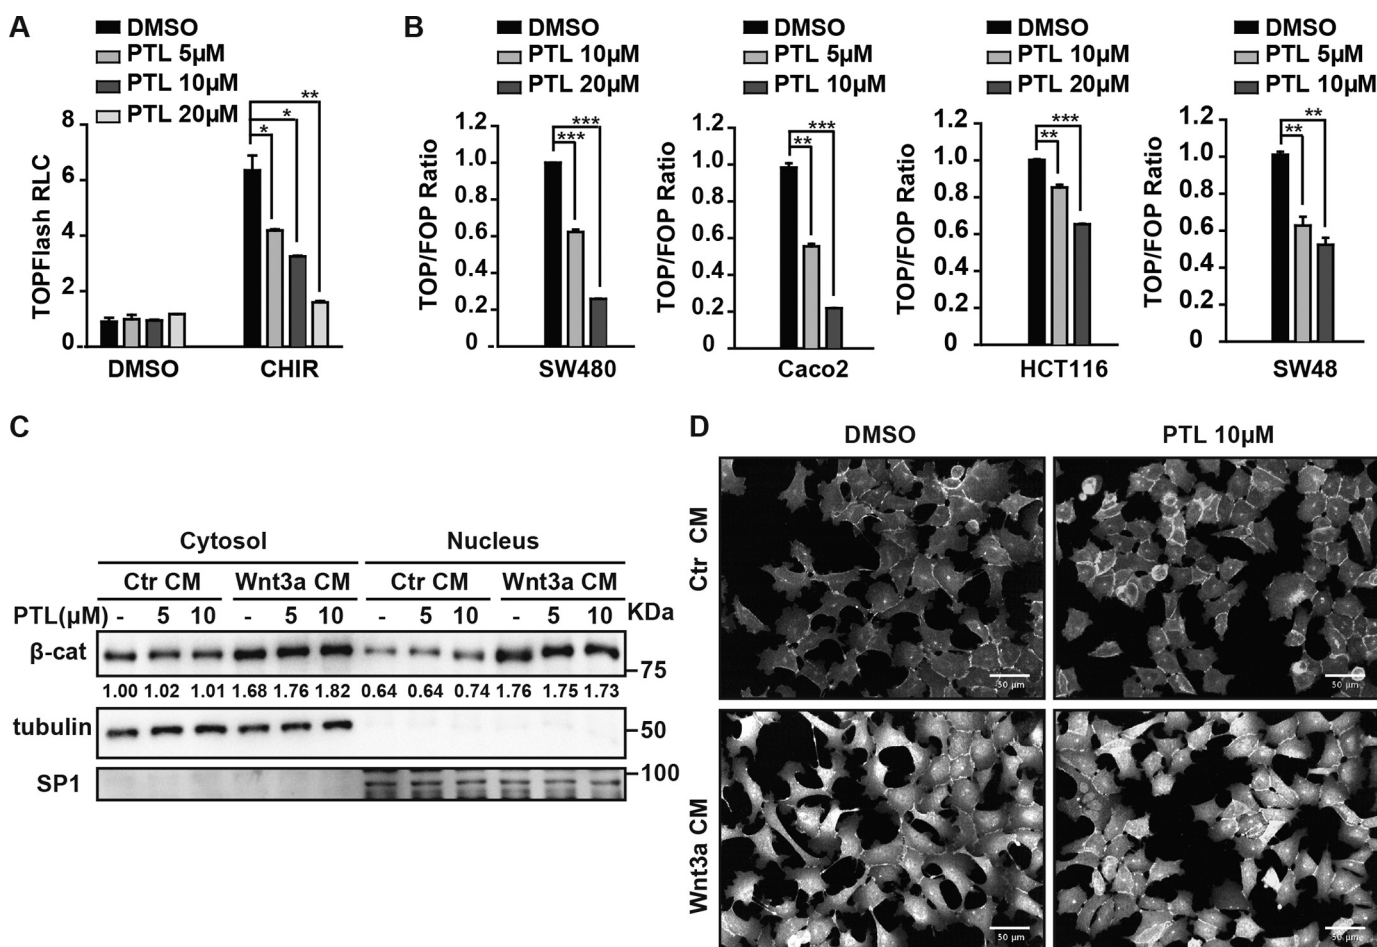 A
DMSO
PTL 5µM
PTL 10µM
PTL 20µM
TOPFlash RLC
8
6
4
2
0
* * **
DMSO CHIR
B
DMSO
PTL 10µM
PTL 20µM
TOP/FOP Ratio
1.2
1.0
0.8
0.6
0.4
0.2
0
***
***
SW480
DMSO
PTL 5µM
PTL 10µM
TOP/FOP Ratio
1.2
1.0
0.8
0.6
0.4
0.2
0
***
**
Caco2
DMSO
PTL 10µM
PTL 20µM
TOP/FOP Ratio
1.2
1.0
0.8
0.6
0.4
0.2
0
***
**
HCT116
DMSO
PTL 5µM
PTL 10µM
TOP/FOP Ratio
1.2
1.0
0.8
0.6
0.4
0.2
0
**
**
SW48
C
Cytosol Nucleus
Ctr CM Wnt3a CM Ctr CM Wnt3a CM
PTL(µM) - 5 10 - 5 10 - 5 10 - 5 10 KDa
β-cat 75
1.00 1.02 1.01 1.68 1.76 1.82 0.64 0.64 0.74 1.76 1.75 1.73
tubulin 50
SP1 100
D
DMSO PTL 10µM
Ctr CM
50 µm 50 µm
Wnt3a CM
50 µm 50 µm